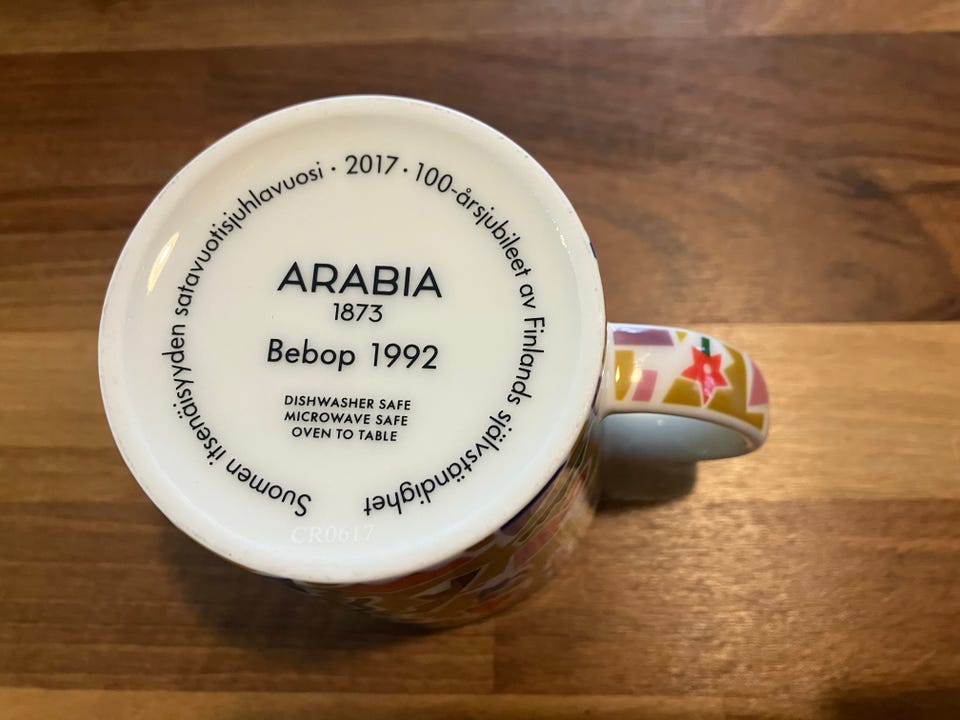 Suomen itsenäisyyden satavuotisjuhlavuosi · 2017 · 100-årsjubileet av Finlands självständighet
ARABIA
1873
Bebop 1992
DISHWASHER SAFE
MICROWAVE SAFE
OVEN TO TABLE
CR0617